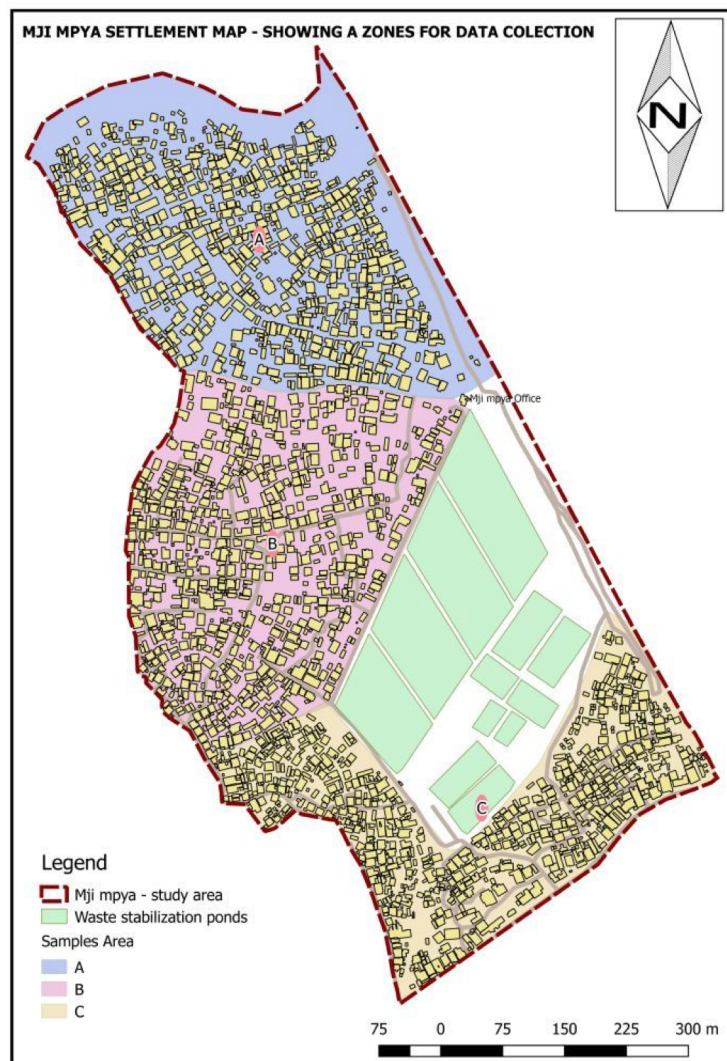 MJI MPYA SETTLEMENT MAP - SHOWING A ZONES FOR DATA COLECTION
N
A
Mji mpya Office
B
C
Legend
Mji mpya - study area
Waste stabilization ponds
Samples Area
A
B
C
75 0 75 150 225 300 m